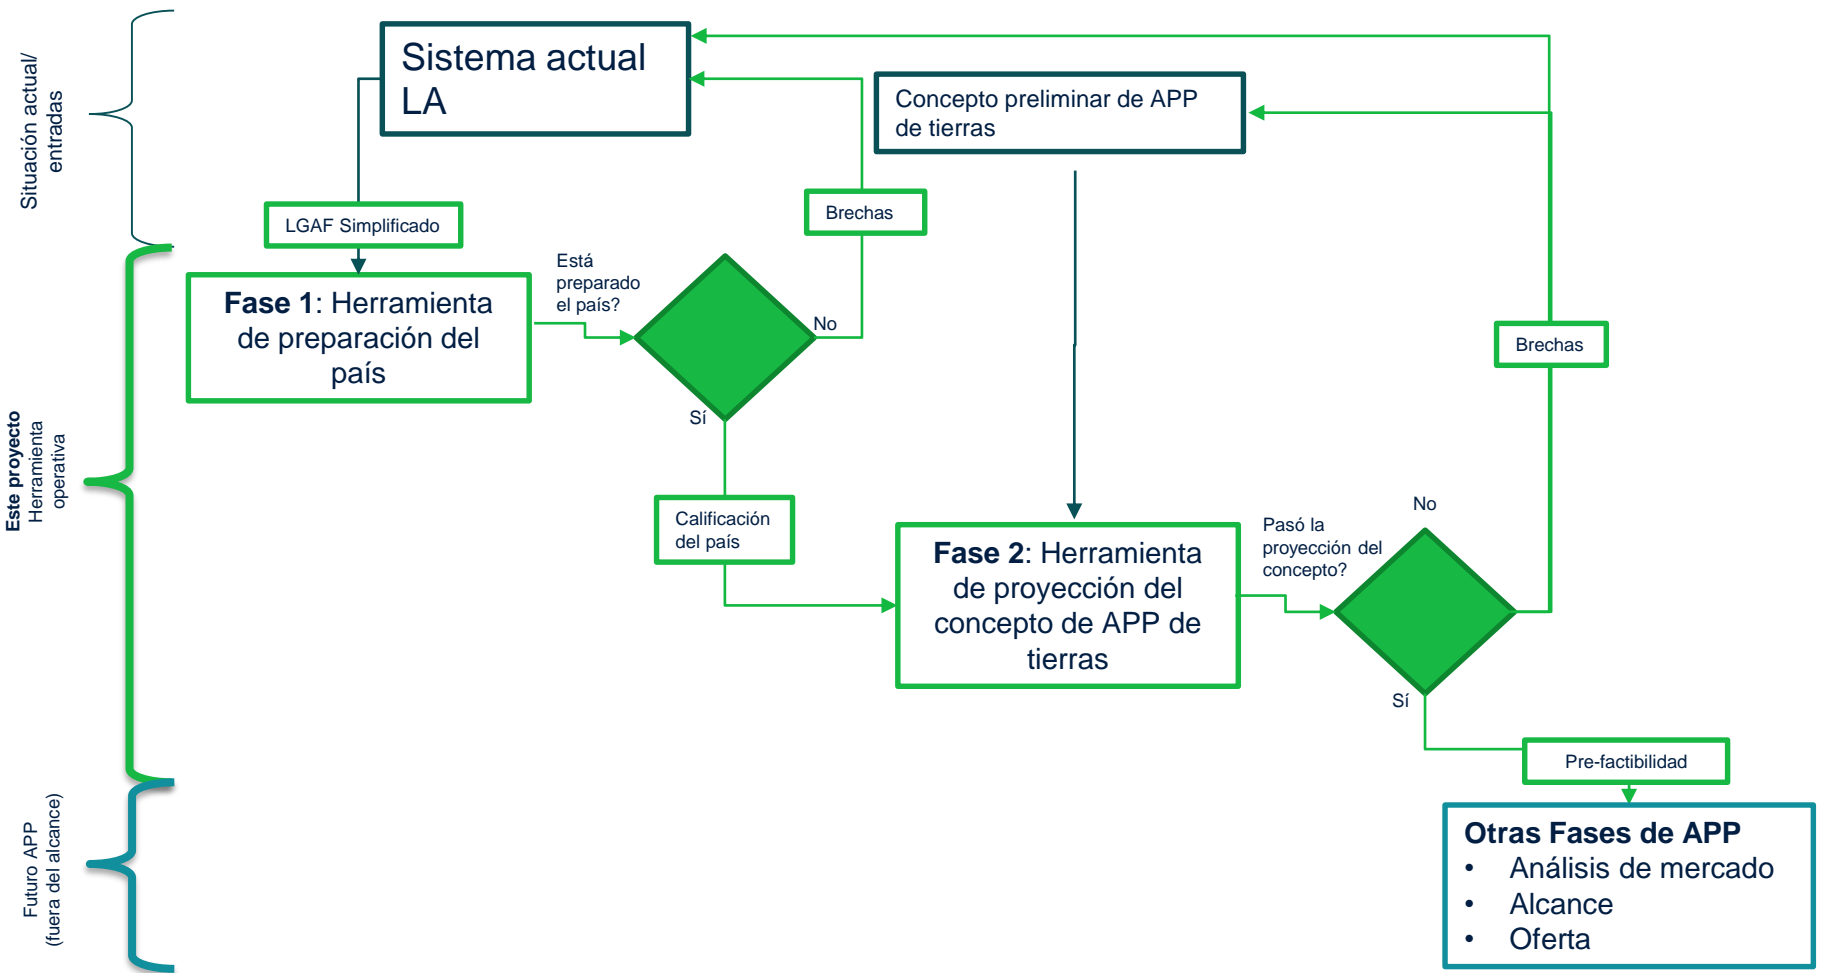 Situación actual/
entradas
Sistema actual
LA
Concepto preliminar de APP
de tierras
LGAF Simplificado
Brechas
Este proyecto
Herramienta
operativa
Fase 1: Herramienta
de preparación del
país
Está
preparado
el país?
No
Sí
Brechas
Calificación
del país
Fase 2: Herramienta
de proyección del
concepto de APP de
tierras
Pasó la
proyección del
concepto?
No
Sí
Pre-factibilidad
Futuro APP
(fuera del alcance)
Otras Fases de APP
• Análisis de mercado
• Alcance
• Oferta